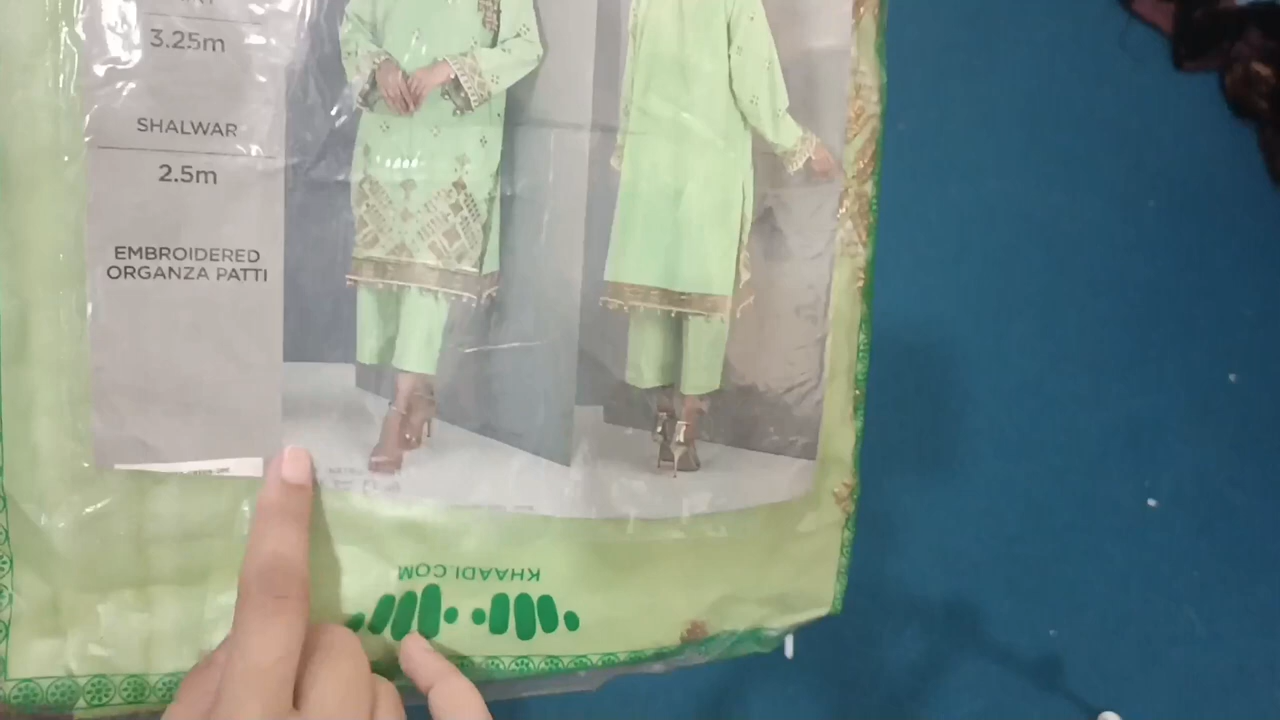 3.25m
SHALWAR
2.5m
EMBROIDERED
ORGANZA PATTI
KHAADI.COM